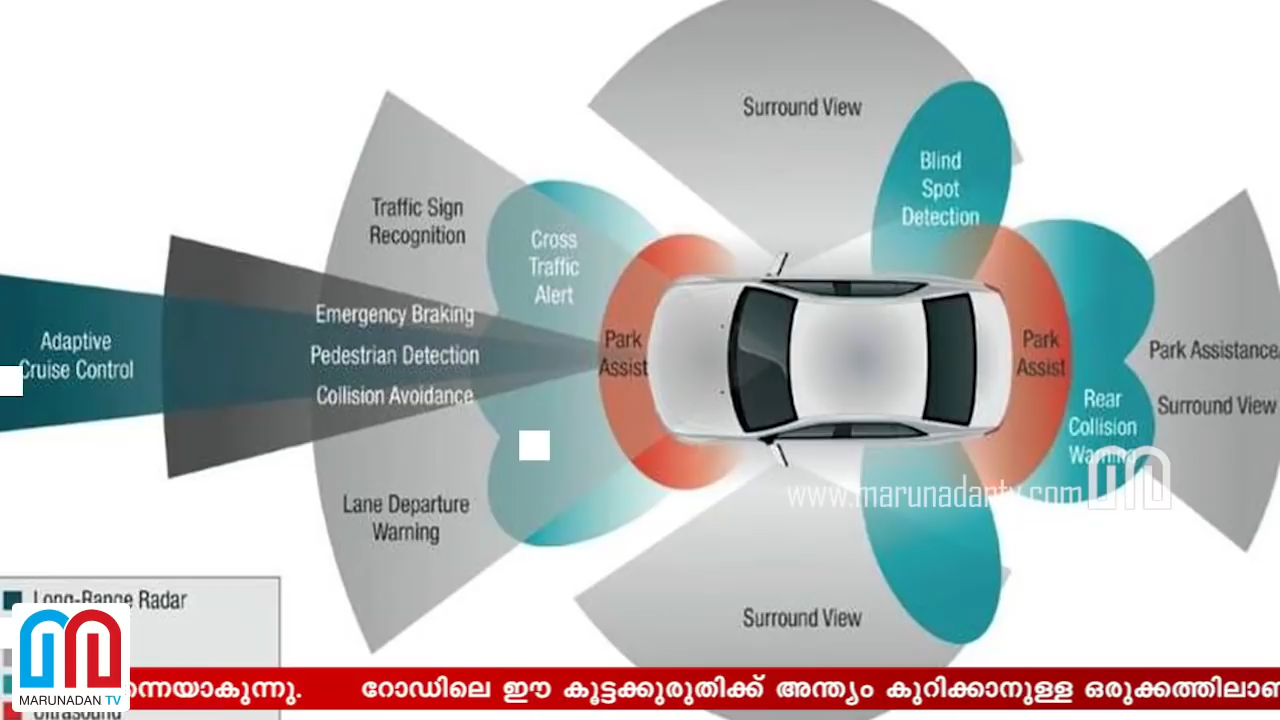 Surround View
Blind
Spot
Detection
Traffic Sign
Recognition
Cross
Traffic
Alert
Emergency Braking
Adaptive
Cruise Control
Pedestrian Detection
Collision Avoidance
Park
Assist
Park
Assist
Park Assistance
Surround View
Rear
Collision
Warning
Lane Departure
Warning
www.marunadantv.com
Surround View
Long-Range Radar
MARUNADAN TV
ന്നെയാകുന്നു. റോഡിലെ ഈ കൂട്ടക്കുരുതിക്ക് അന്ത്യം കുറിക്കാനുള്ള ഒരുക്കത്തിലാണ്
Ultrasound